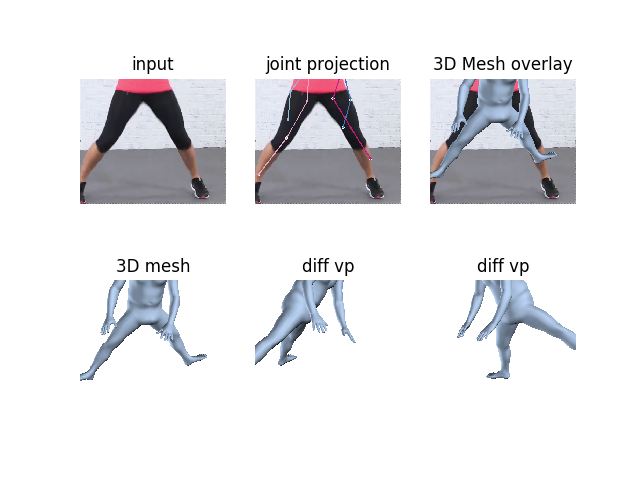 input
joint projection
3D Mesh overlay
3D mesh
diff vp
diff vp